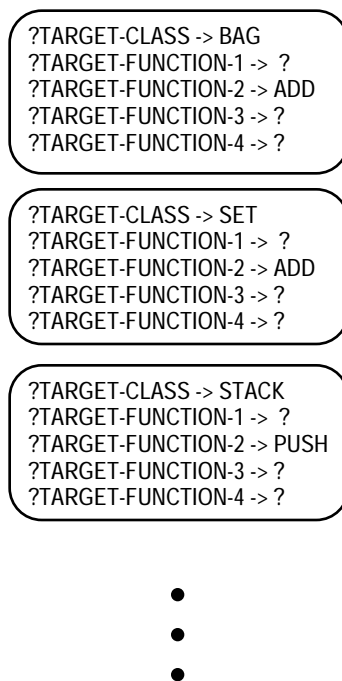 ?TARGET-CLASS -> BAG
?TARGET-FUNCTION-1 -> ?
?TARGET-FUNCTION-2 -> ADD
?TARGET-FUNCTION-3 -> ?
?TARGET-FUNCTION-4 -> ?
?TARGET-CLASS -> SET
?TARGET-FUNCTION-1 -> ?
?TARGET-FUNCTION-2 -> ADD
?TARGET-FUNCTION-3 -> ?
?TARGET-FUNCTION-4 -> ?
?TARGET-CLASS -> STACK
?TARGET-FUNCTION-1 -> ?
?TARGET-FUNCTION-2 -> PUSH
?TARGET-FUNCTION-3 -> ?
?TARGET-FUNCTION-4 -> ?